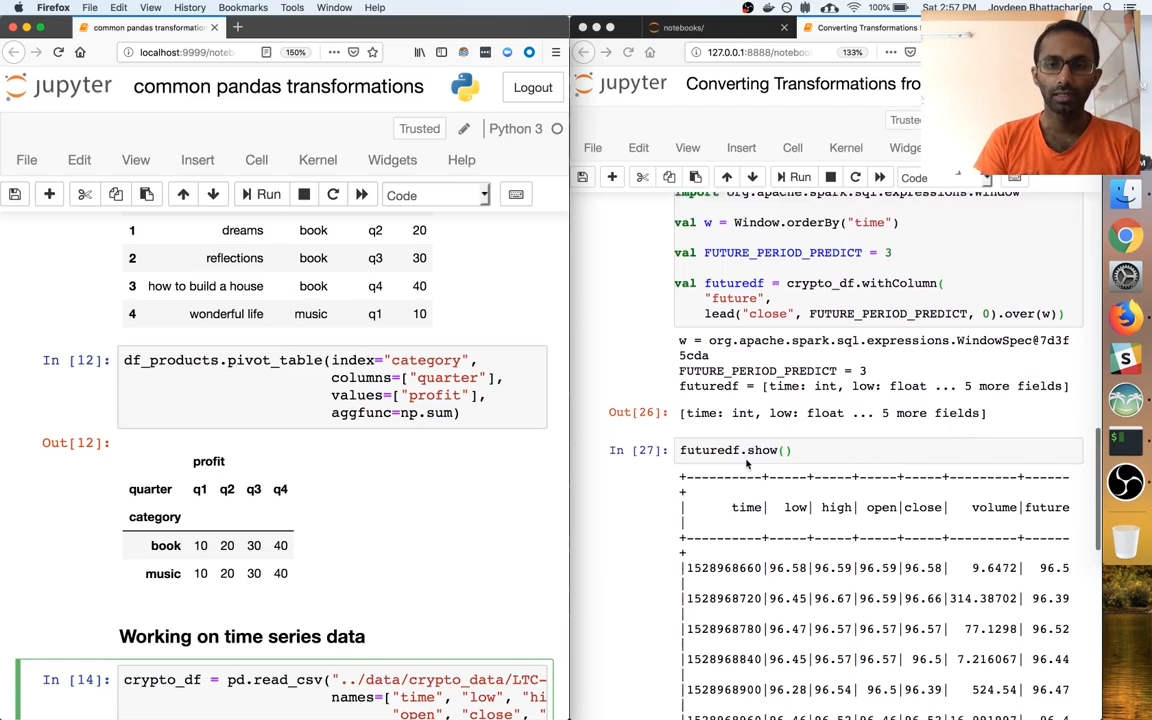 Firefox File Edit View History Bookmarks Tools Window Help 100% Sat 2:57 PM Joydeep Bhattacharjee
common pandas transformation
localhost:9999/note 150%
jupyter common pandas transformations Logout
Trusted Python 3
File Edit View Insert Cell Kernel Widgets Help
Run Code
1 dreams book q2 20
2 reflections book q3 30
3 how to build a house book q4 40
4 wonderful life music q1 10
In [12]: df_products.pivot_table(index="category",
columns=["quarter"],
values=["profit"],
aggfunc=np.sum)
Out[12]:
profit
quarter q1 q2 q3 q4
category
book 10 20 30 40
music 10 20 30 40
Working on time series data
In [14]: crypto_df = pd.read_csv("../data/crypto_data/LTC-
names=["time", "low", "hi
"open", "close", "
notebooks/
Converting Transformations f
127.0.0.1:8888/notebo 133%
jupyter Converting Transformations fro
Trusted
File Edit View Insert Cell Kernel Widge
Run Code
import org.apache.spark.sql.expressions.Window
val w = Window.orderBy("time")
val FUTURE_PERIOD_PREDICT = 3
val futuredf = crypto_df.withColumn(
"future",
lead("close", FUTURE_PERIOD_PREDICT, 0).over(w))
w = org.apache.spark.sql.expressions.WindowSpec@7d3f
5cda
FUTURE_PERIOD_PREDICT = 3
futuredf = [time: int, low: float ... 5 more fields]
Out[26]: [time: int, low: float ... 5 more fields]
In [27]: futuredf.show()
+----------+-----+-----+-----+-----+---------+------
+
| time| low| high| open|close| volume|future
|
+----------+-----+-----+-----+-----+---------+------
+
|1528968660|96.58|96.59|96.59|96.58| 9.6472| 96.5
|
|1528968720|96.45|96.67|96.59|96.66|314.38702| 96.39
|
|1528968780|96.47|96.57|96.57|96.57| 77.1298| 96.52
|
|1528968840|96.45|96.57|96.57| 96.5| 7.216067| 96.44
|
|1528968900|96.28|96.54| 96.5|96.39| 524.54| 96.47
|